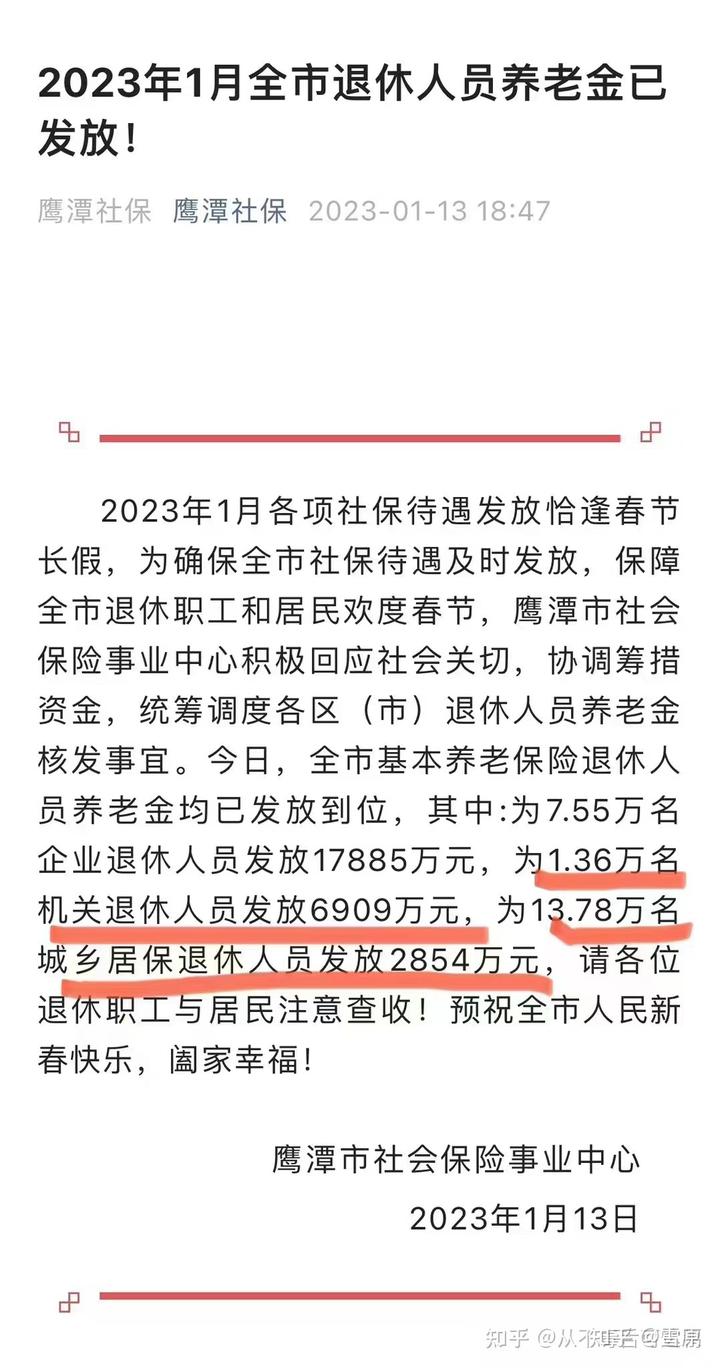 2023年1月全市退休人员养老金已
发放!
鹰潭社保 鹰潭社保 2023-01-13 18:47
2023年1月各项社保待遇发放恰逢春节
长假，为确保全市社保待遇及时发放，保障
全市退休职工和居民欢度春节，鹰潭市社会
保险事业中心积极回应社会关切，协调筹措
资金，统筹调度各区（市）退休人员养老金
核发事宜。今日，全市基本养老保险退休人
员养老金均已发放到位，其中:为7.55万名
企业退休人员发放17885万元，为1.36万名
机关退休人员发放6909万元，为13.78万名
城乡居保退休人员发放2854万元，请各位
退休职工与居民注意查收！预祝全市人民新
春快乐，阖家幸福！
鹰潭市社会保险事业中心
2023年1月13日
知乎